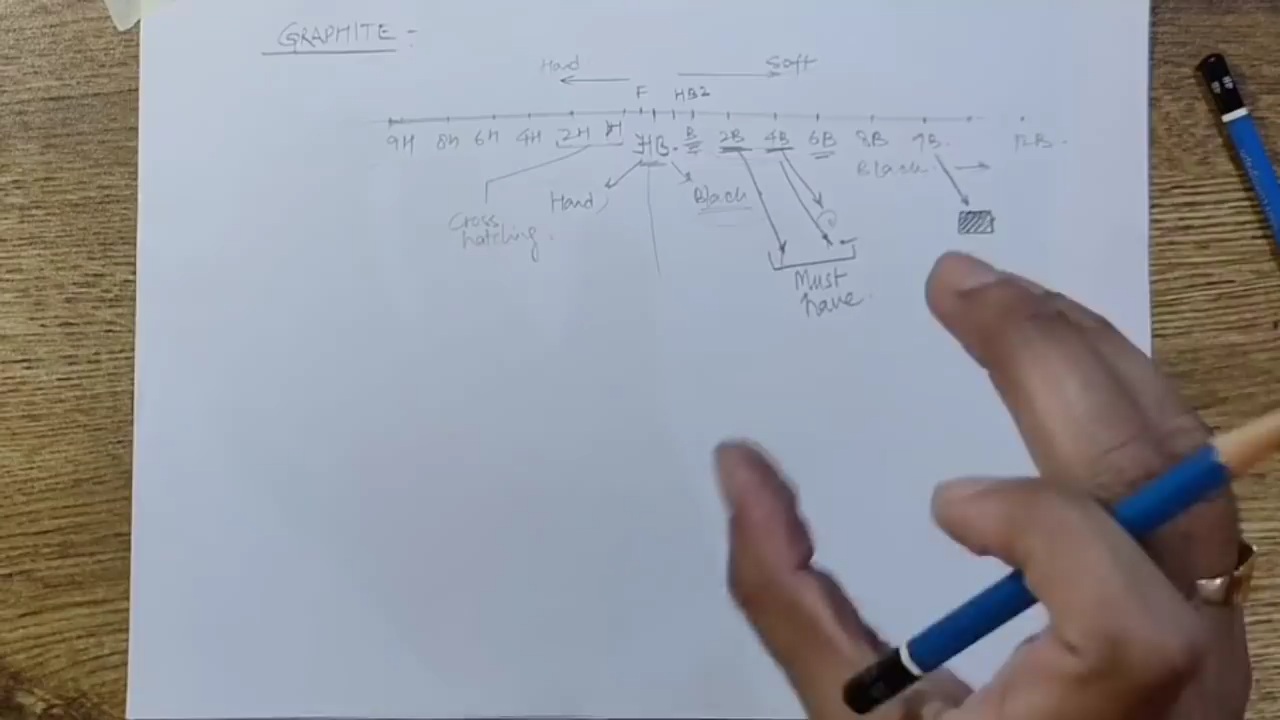 GRAPHITE -
Hard Soft
F HB2
9H 8H 6H 4H 2H H HB. B 2B 4B 6B 8B 9B. 12B.
Black.
Hard Black
Cross
hatching.
Must
have.